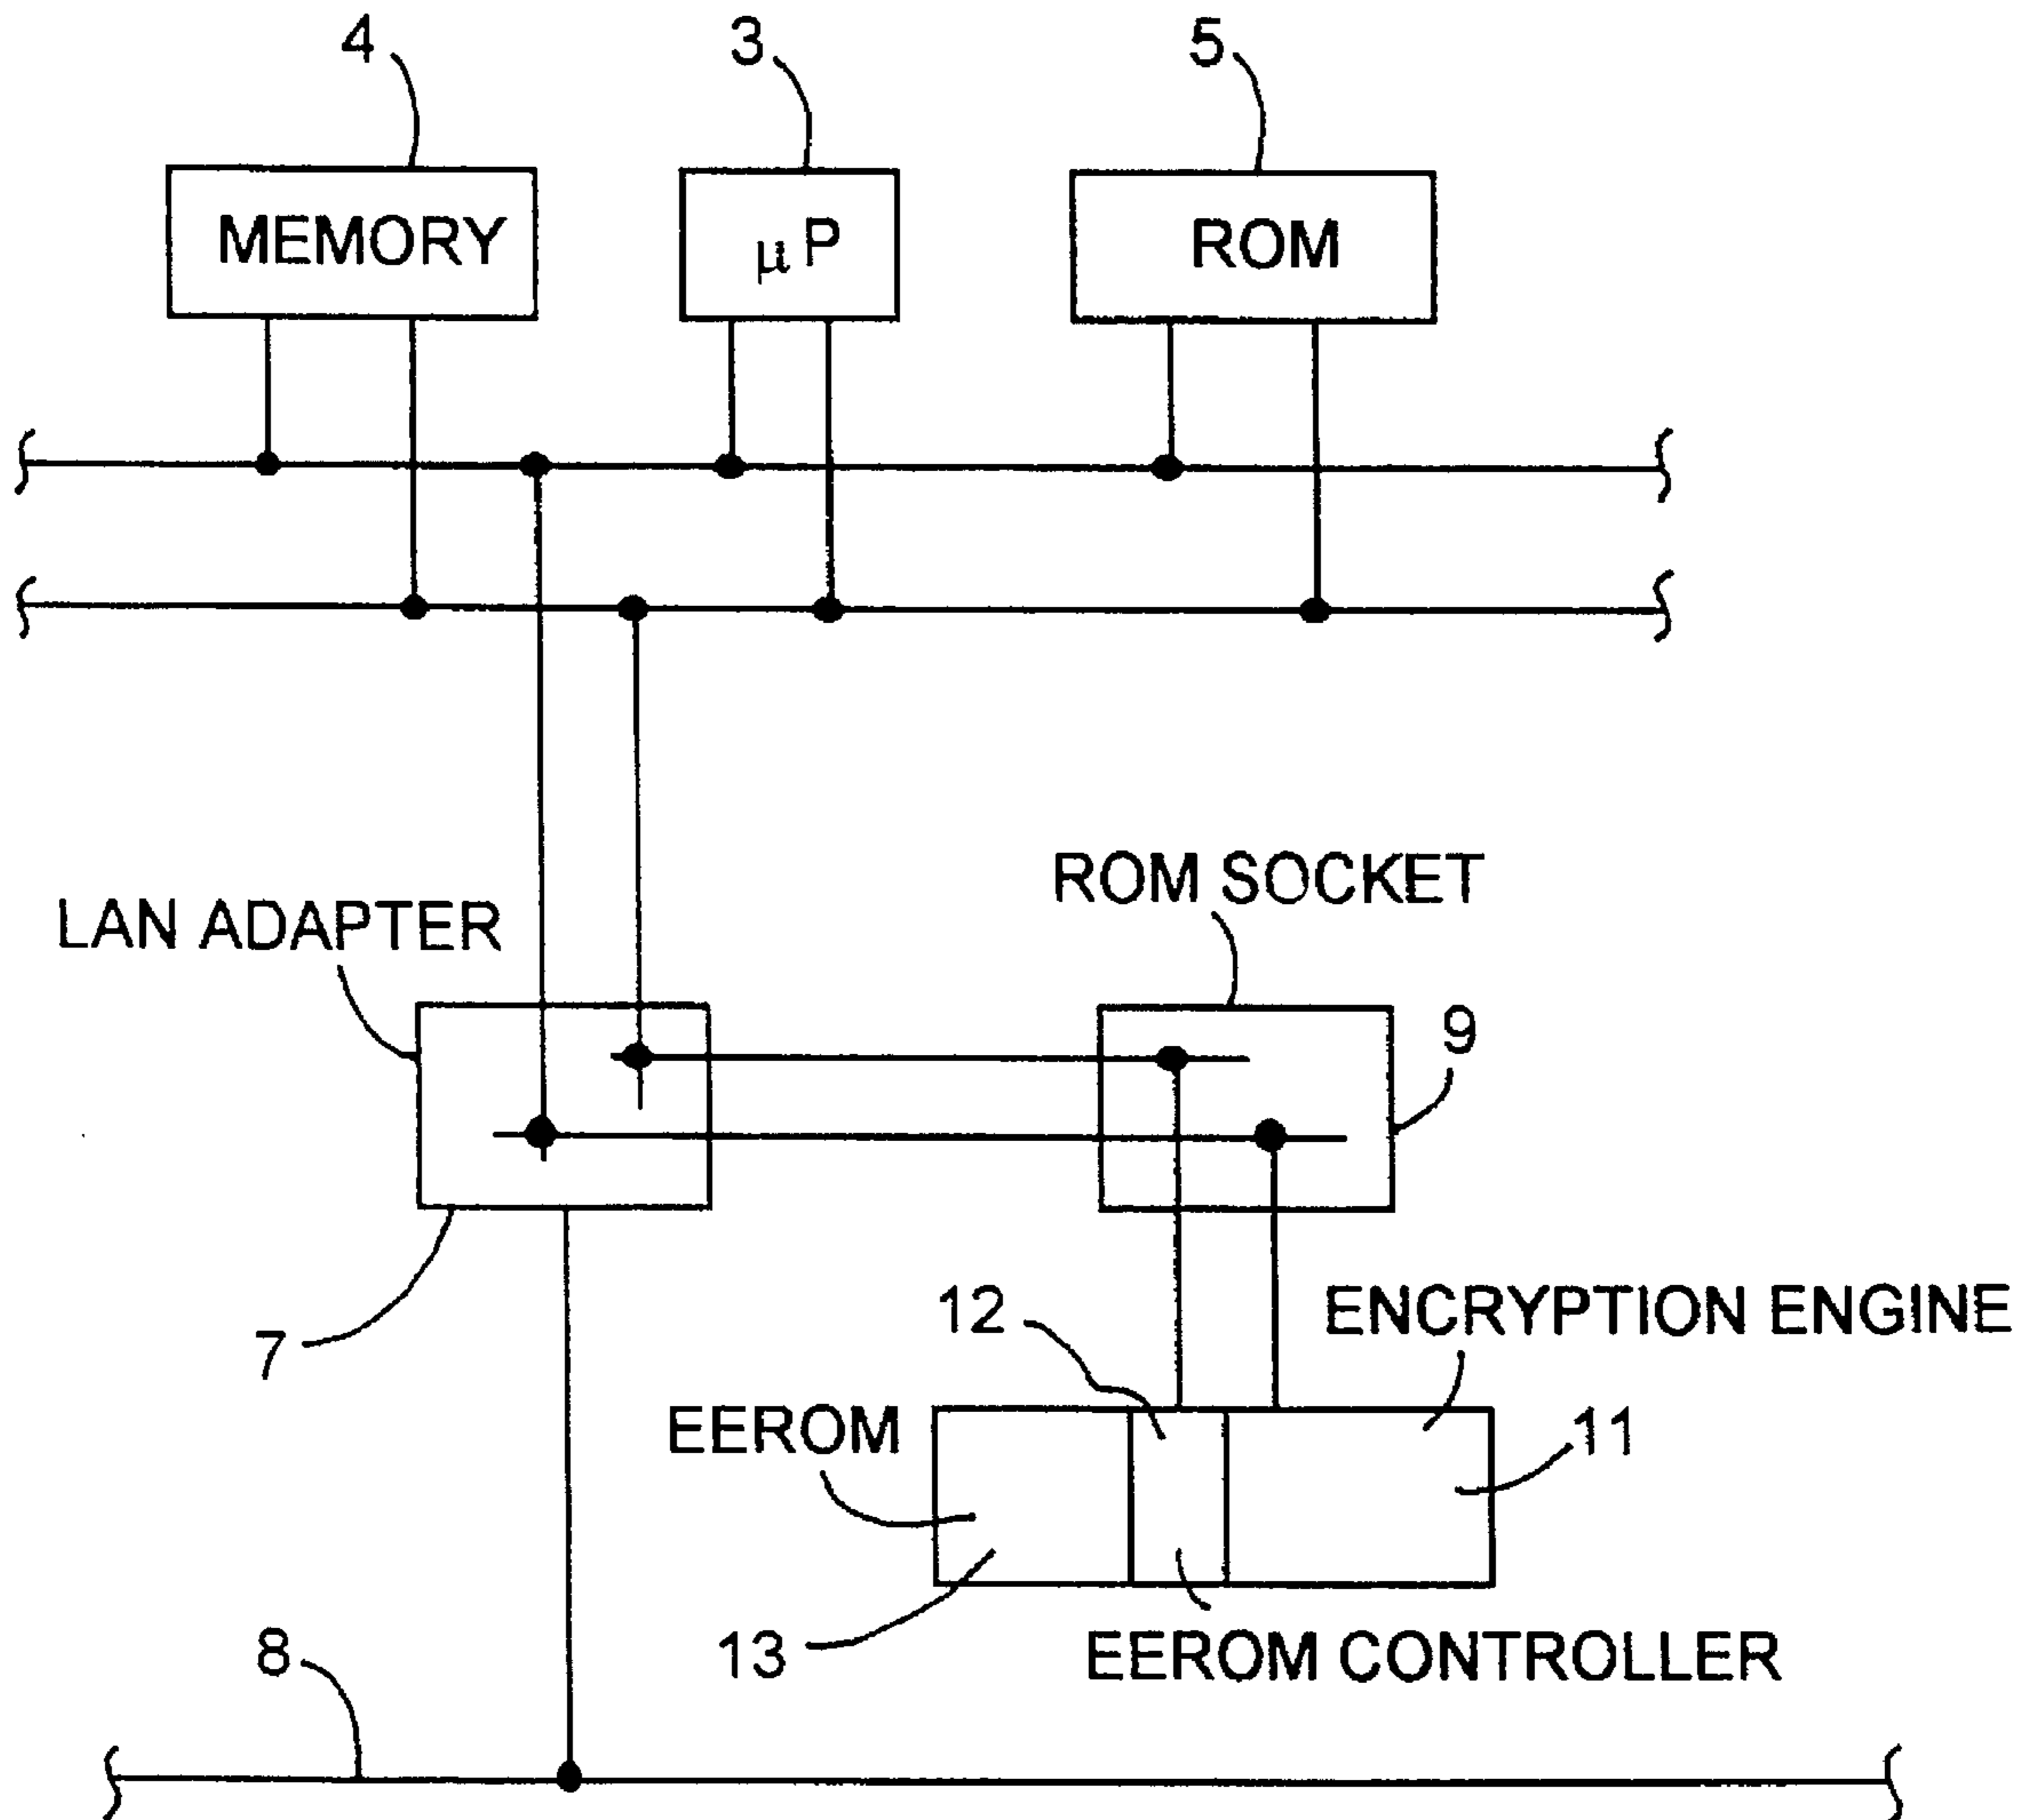 4
3
5
MEMORY
μP
ROM
ROM SOCKET
LAN ADAPTER
9
7
12
ENCRYPTION ENGINE
EEROM
11
13
EEROM CONTROLLER
8